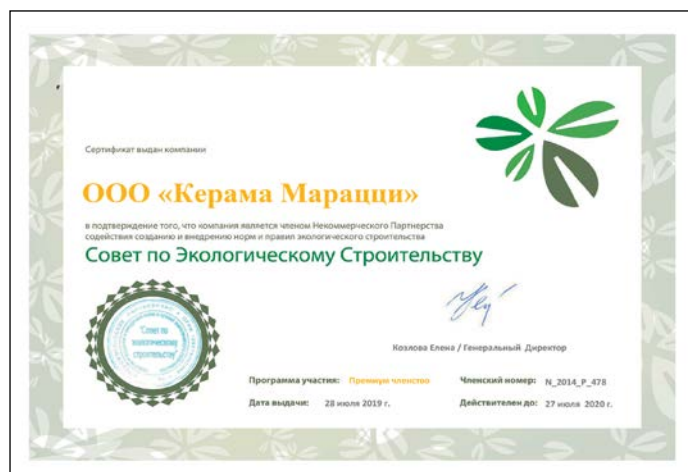 Сертификат выдан компании
ООО «Керама Марацци»
в подтверждение того, что компания является членом Некоммерческого Партнерства
содействия созданию и внедрению норм и правил экологического строительства
Совет по Экологическому Строительству
"Совет по
экологическому
строительству"
Козлова Елена / Генеральный Директор
Программа участия: Премиум членство
Членский номер: N_2014_P_478
Дата выдачи: 28 июля 2019 г.
Действителен до: 27 июля 2020 г.